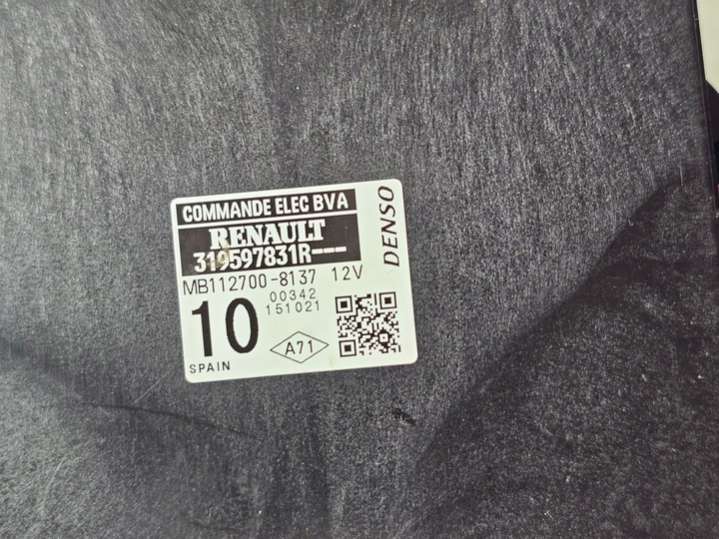 COMMANDE ELEC BVA
RENAULT
319597831R---
MB112700-8137 12V
00342
151021
10
A71
SPAIN
DENSO